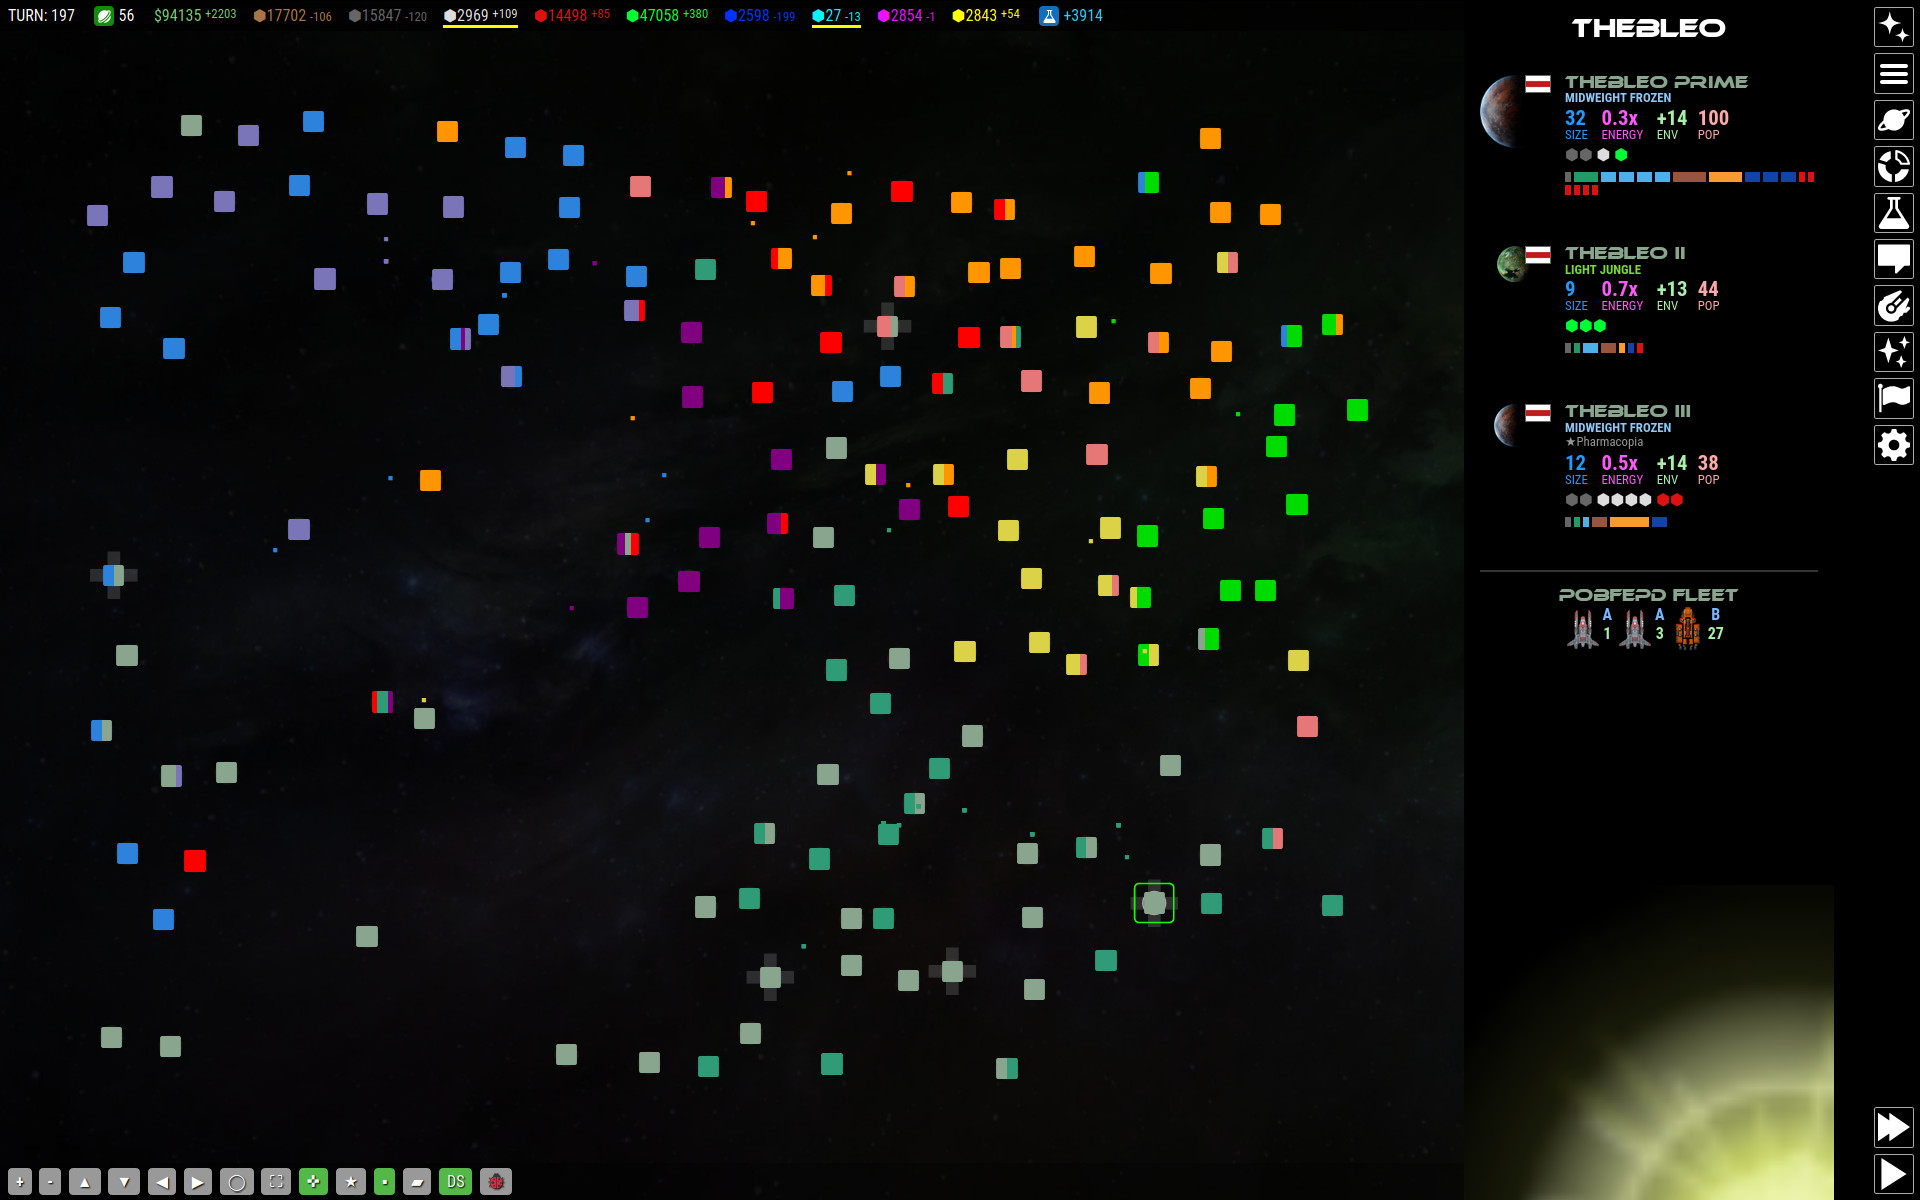 TURN: 197 56 $94135 +2203 17702 -106 15847 -120 2969 +109 14498 +85 47058 +380 2598 -199 27 -13 2854 -1 2843 +54 +3914
THEBLEO
THEBLEO PRIME
MIDWEIGHT FROZEN
32 0.3x +14 100
SIZE ENERGY ENV POP
THEBLEO II
LIGHT JUNGLE
9 0.7x +13 44
SIZE ENERGY ENV POP
THEBLEO III
MIDWEIGHT FROZEN
★Pharmacopia
12 0.5x +14 38
SIZE ENERGY ENV POP
POBFEPD FLEET
A A B
1 3 27
+ - DS